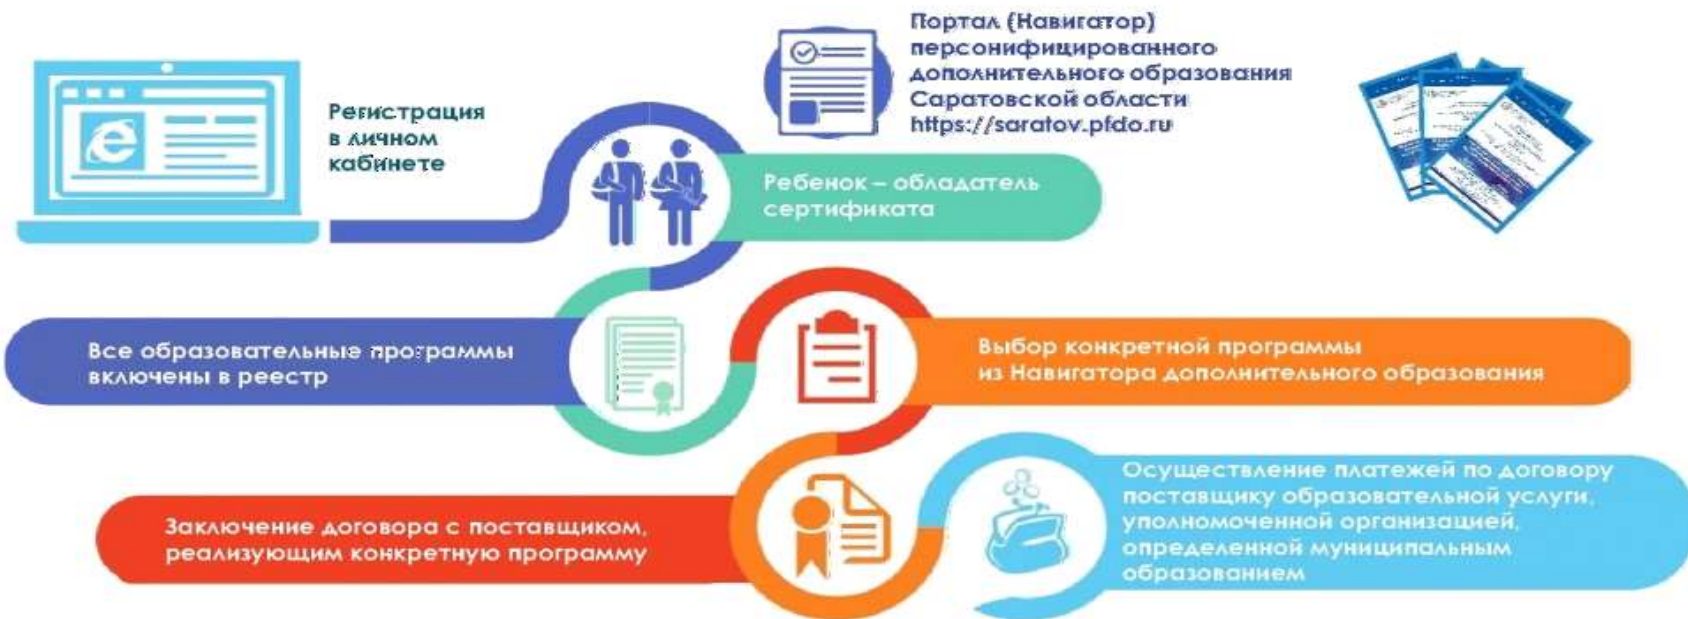 Регистрация
в личном
кабинете
Портал (Навигатор)
персонифицированного
дополнительного образования
Саратовской области
https://saratov.pfdo.ru
Ребенок – обладатель
сертификата
Все образовательные программы
включены в реестр
Выбор конкретной программы
из Навигатора дополнительного образования
Заключение договора с поставщиком,
реализующим конкретную программу
Осуществление платежей по договору
поставщику образовательной услуги,
уполномоченной организацией,
определенной муниципальным
образованием